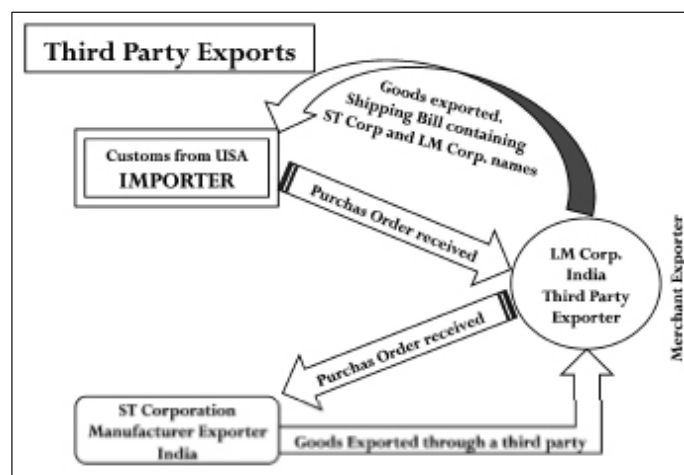 Third Party Exports
Goods exported.
Shipping Bill containing
ST Corp and LM Corp. names
Customs from USA
IMPORTER
Purchas Order received
LM Corp.
India
Third Party
Exporter
Merchant Exporter
Purchas Order received
ST Corporation
Manufacturer Exporter
India
Goods Exported through a third party